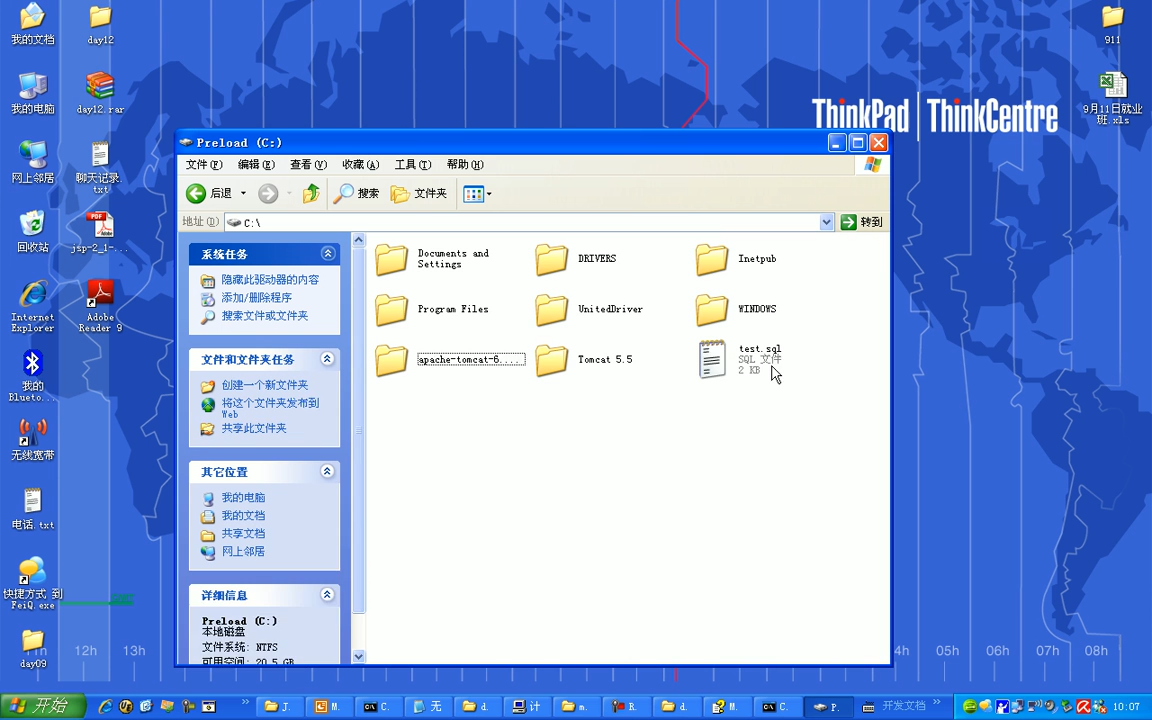 我的文档
day12
我的电脑
day12.rar
网上邻居
聊天记录.
txt
回收站
jsp-2_1-...
Internet
Explorer
Adobe
Reader 9
我的
Blueto...
无线宽带
电话.txt
快捷方式 到
FeiQ.exe
day09
911
9月11日就业
班.xls
ThinkPad
ThinkCentre
Preload (C:)
文件(F)
编辑(E)
查看(V)
收藏(A)
工具(T)
帮助(H)
后退
搜索
文件夹
地址(D)
C:\
转到
系统任务
隐藏此驱动器的内容
添加/删除程序
搜索文件或文件夹
文件和文件夹任务
创建一个新文件夹
将这个文件夹发布到
Web
共享此文件夹
其它位置
我的电脑
我的文档
共享文档
网上邻居
详细信息
Preload (C:)
本地磁盘
文件系统: NTFS
可用空间: 20.5 GB
Documents and
Settings
DRIVERS
Inetpub
Program Files
UnitedDriver
WINDOWS
apache-tomcat-6....
Tomcat 5.5
test.sql
SQL 文件
2 KB
12h
13h
05h
06h
07h
08h
开始
J.
M.
C.
无
d.
计
m.
R.
d.
M.
C.
P.
开发文档
10:07